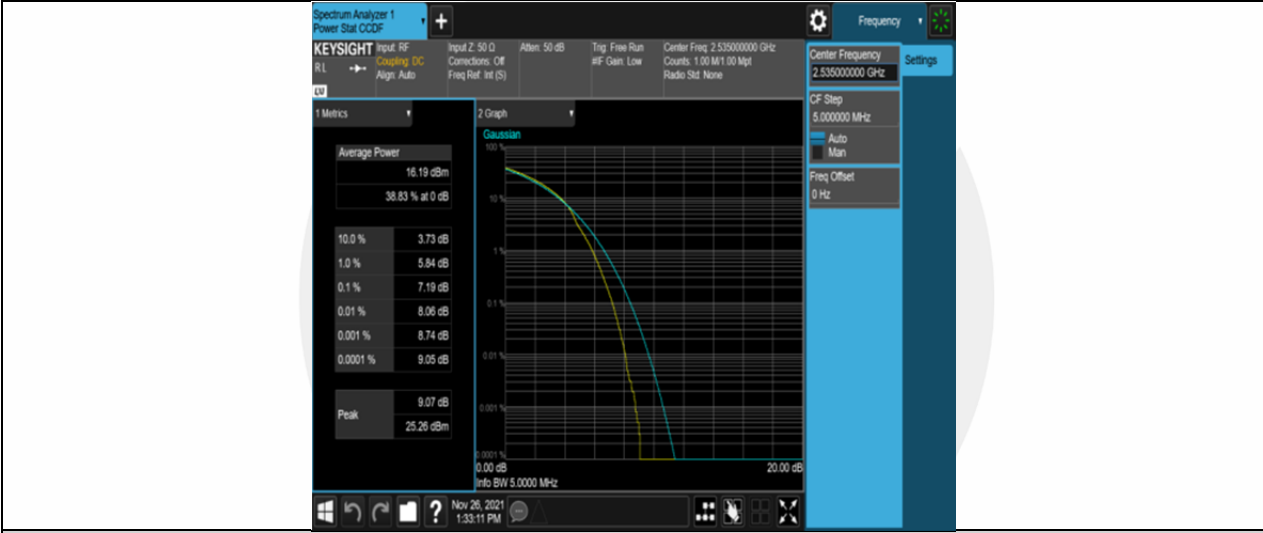 Spectrum Analyzer 1
Power Stat CCDF
+
Frequency
KEYSIGHT
RL
LV
Input: RF
Coupling: DC
Align: Auto
Input Z: 50 Ω
Corrections: Off
Freq Ref: Int (S)
Atten: 50 dB
Trig: Free Run
#IF Gain: Low
Center Freq: 2.535000000 GHz
Counts: 1.00 M/1.00 Mpt
Radio Std: None
Center Frequency
2.535000000 GHz
Settings
CF Step
5.000000 MHz
Auto
Man
Freq Offset
0 Hz
1 Metrics
Average Power
16.19 dBm
38.83 % at 0 dB
10.0 % 3.73 dB
1.0 % 5.84 dB
0.1 % 7.19 dB
0.01 % 8.06 dB
0.001 % 8.74 dB
0.0001 % 9.05 dB
Peak
9.07 dB
25.26 dBm
2 Graph
Gaussian
100 %
10 %
1 %
0.1 %
0.01 %
0.001 %
0.0001 %
0.00 dB 20.00 dB
Info BW 5.0000 MHz
?
Nov 26, 2021
1:33:11 PM